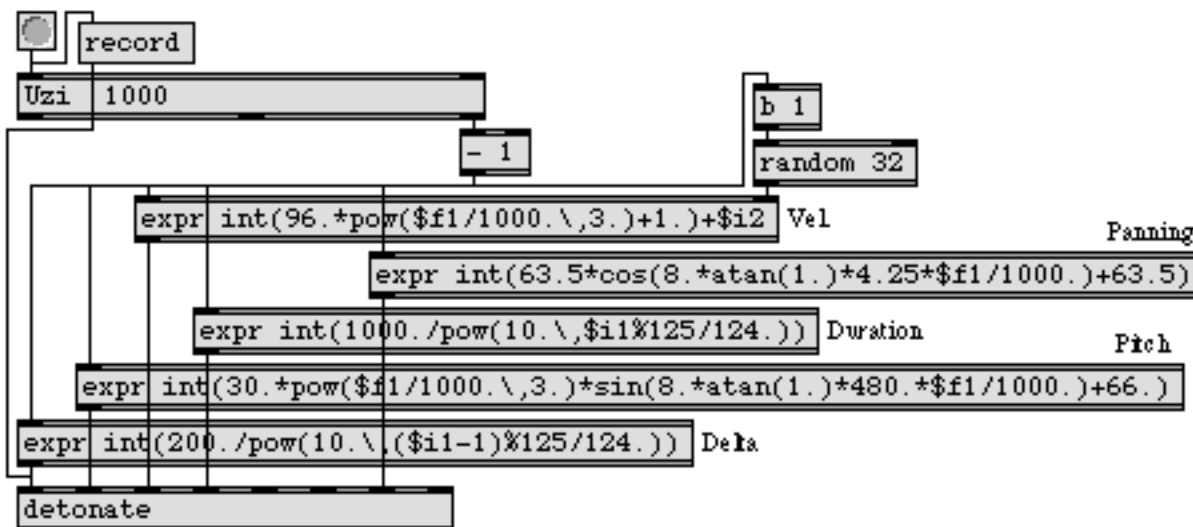 record
Uzi 1000
b 1
- 1
random 32
expr int(96.*pow($f1/1000.\,3.)+1.)+$i2 Vel
Panning
expr int(63.5*cos(8.*atan(1.)*4.25*$f1/1000.)+63.5)
expr int(1000./pow(10.\,$i1%125/124.)) Duration
Pitch
expr int(30.*pow($f1/1000.\,3.)*sin(8.*atan(1.)*480.*$f1/1000.)+66.)
expr int(200./pow(10.\,($i1-1)%125/124.)) Delta
detonate